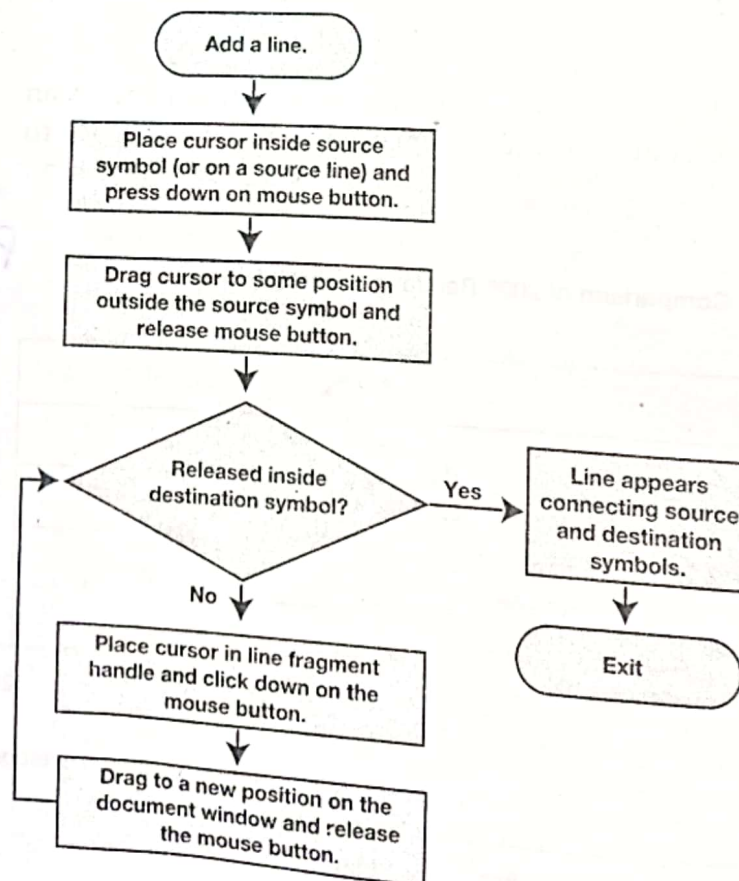 Add a line.
Place cursor inside source
symbol (or on a source line) and
press down on mouse button.
Drag cursor to some position
outside the source symbol and
release mouse button.
Released inside
destination symbol?
Yes
Line appears
connecting source
and destination
symbols.
Exit
No
Place cursor in line fragment
handle and click down on the
mouse button.
Drag to a new position on the
document window and release
the mouse button.